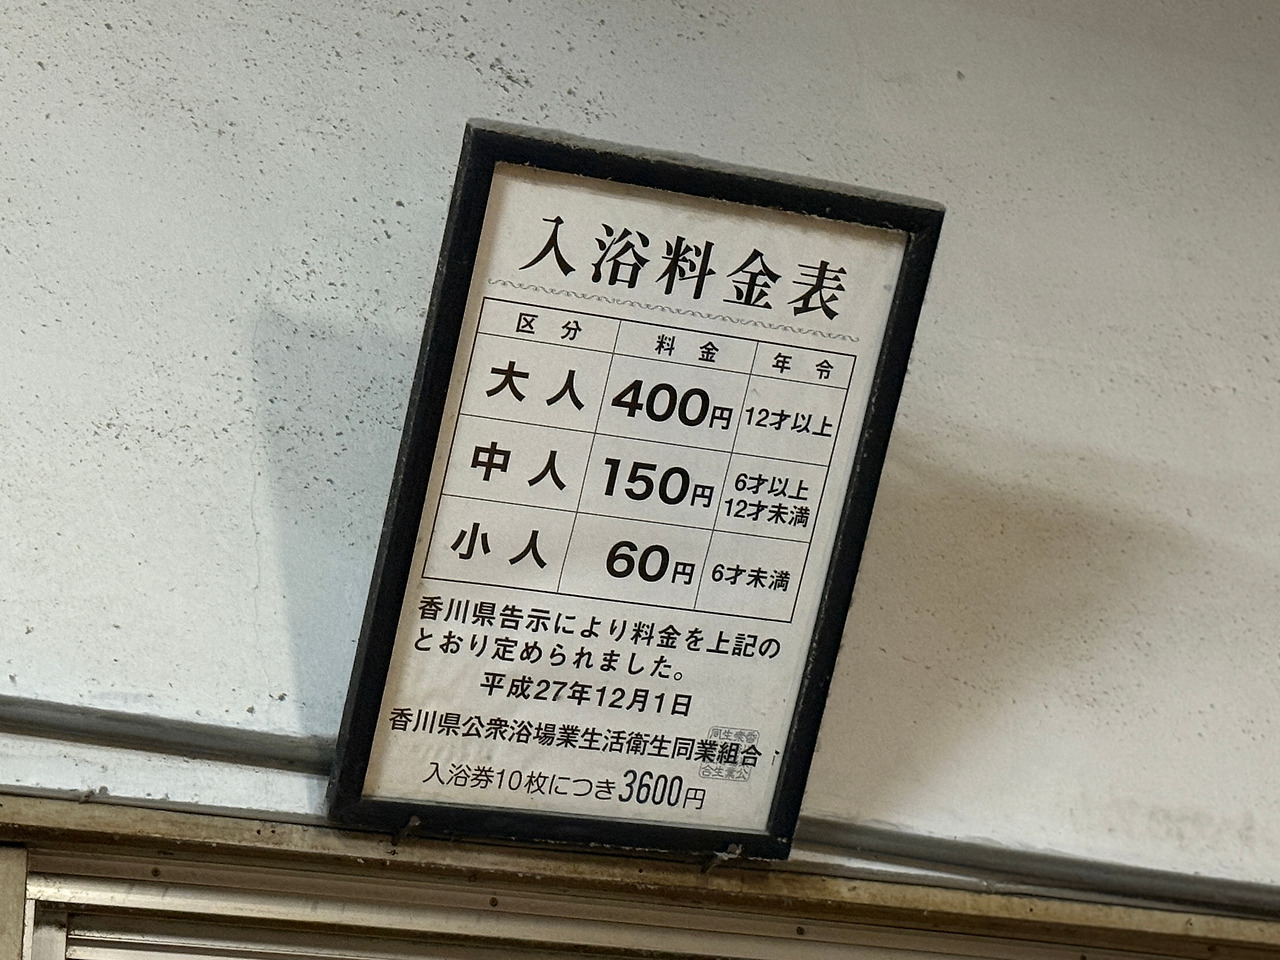 入浴料金表
区分 料金 年令
大人 400円 12才以上
中人 150円 6才以上
12才未満
小人 60円 6才未満
香川県告示により料金を上記の
とおり定められました。
平成27年12月1日
香川県公衆浴場業生活衛生同業組合
入浴券10枚につき3600円